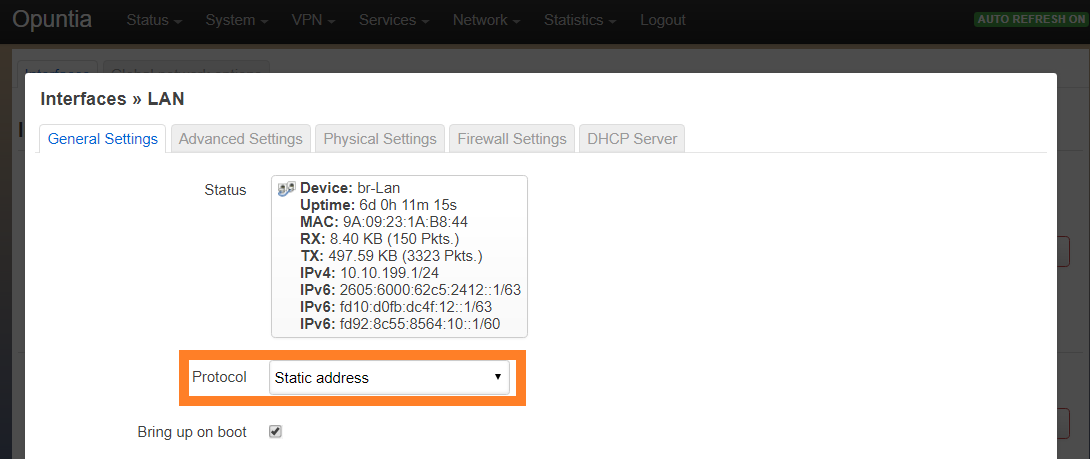 Opuntia Status System VPN Services Network Statistics Logout AUTO REFRESH ON
Interfaces » LAN
General Settings Advanced Settings Physical Settings Firewall Settings DHCP Server
Status
Device: br-Lan
Uptime: 6d 0h 11m 15s
MAC: 9A:09:23:1A:B8:44
RX: 8.40 KB (150 Pkts.)
TX: 497.59 KB (3323 Pkts.)
IPv4: 10.10.199.1/24
IPv6: 2605:6000:62c5:2412::1/63
IPv6: fd10:d0fb:dc4f:12::1/63
IPv6: fd92:8c55:8564:10::1/60
Protocol Static address
Bring up on boot